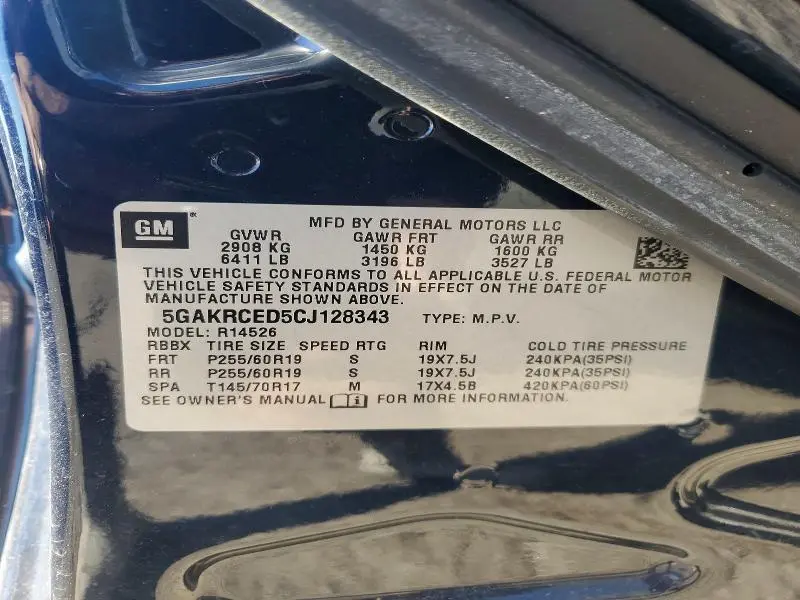 GM ®
MFD BY GENERAL MOTORS LLC
GVWR GAWR FRT GAWR RR
2908 KG 1450 KG 1600 KG
6411 LB 3196 LB 3527 LB
THIS VEHICLE CONFORMS TO ALL APPLICABLE U.S. FEDERAL MOTOR
VEHICLE SAFETY STANDARDS IN EFFECT ON THE DATE OF
MANUFACTURE SHOWN ABOVE.
5GAKRCED5CJ128343 TYPE: M.P.V.
MODEL: R14526
RBBX TIRE SIZE SPEED RTG RIM COLD TIRE PRESSURE
FRT P255/60R19 S 19X7.5J 240KPA(35PSI)
RR P255/60R19 S 19X7.5J 240KPA(35PSI)
SPA T145/70R17 M 17X4.5B 420KPA(60PSI)
SEE OWNER'S MANUAL FOR MORE INFORMATION.